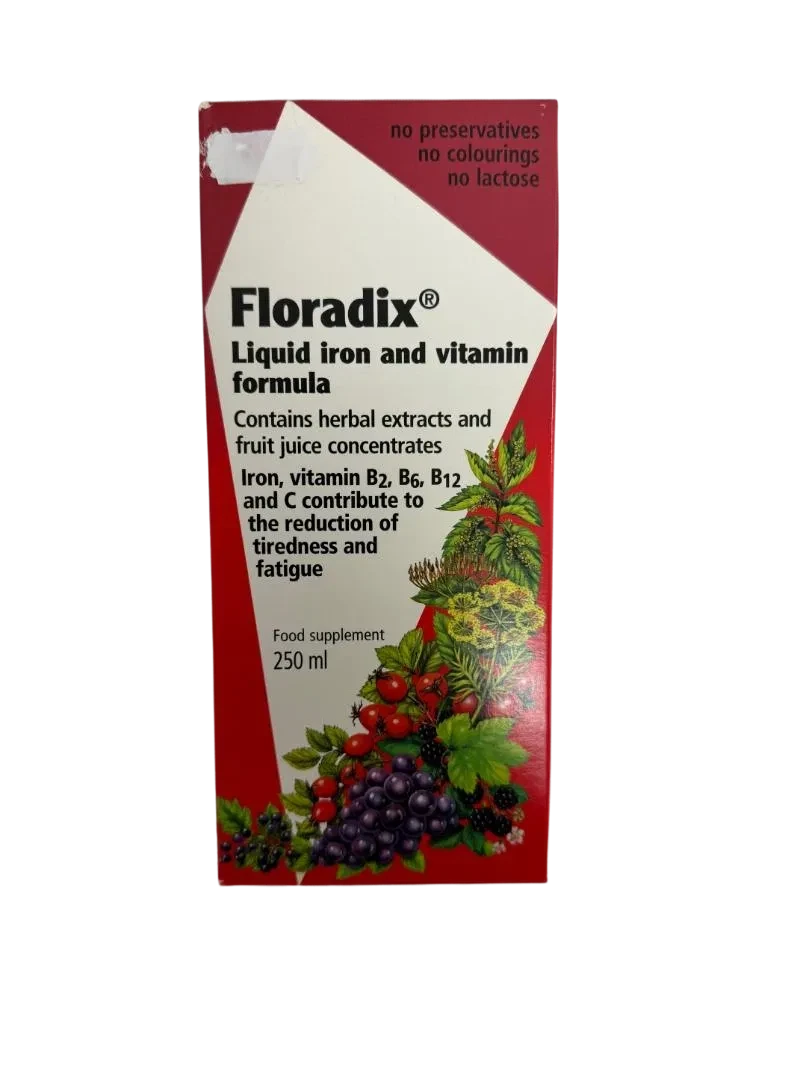 no preservatives
no colourings
no lactose
Floradix®
Liquid iron and vitamin
formula
Contains herbal extracts and
fruit juice concentrates
Iron, vitamin B2, B6, B12
and C contribute to
the reduction of
tiredness and
fatigue
Food supplement
250 ml